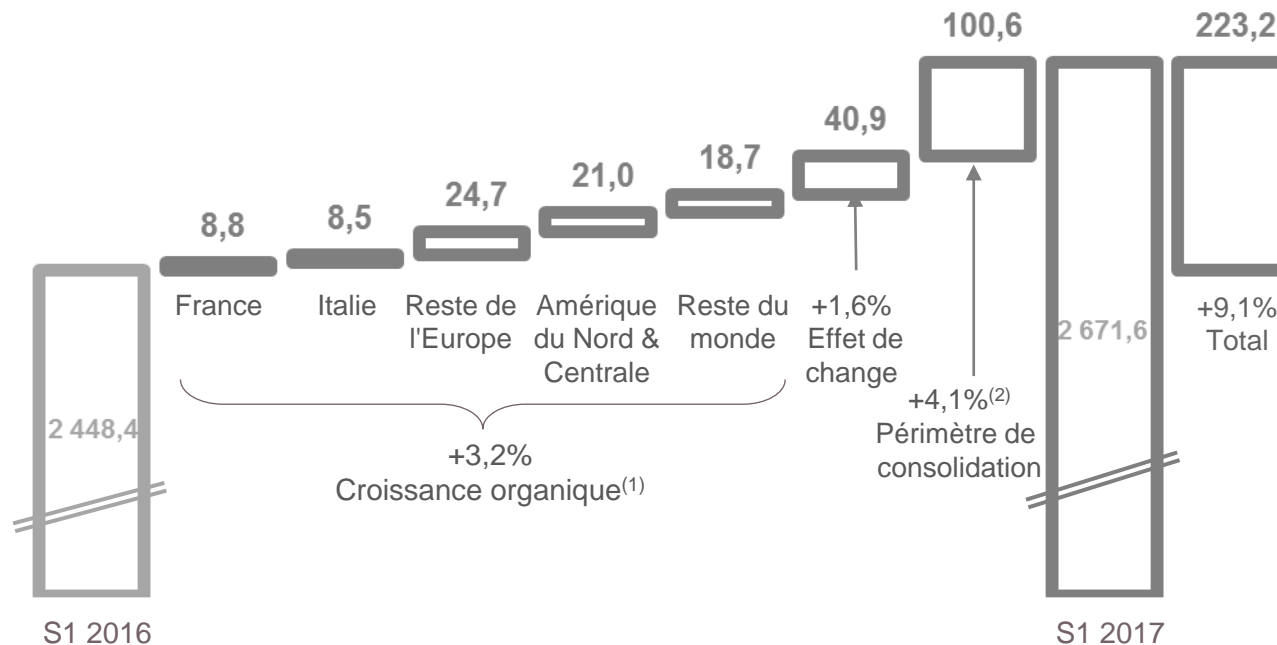 100,6
223,2
40,9
18,7
21,0
24,7
8,5
8,8
France
Italie
Reste de
l'Europe
Amérique
du Nord &
Centrale
Reste du
monde
+1,6%
Effet de
change
2 671,6
+9,1%
Total
+4,1%(2)
Périmètre de
consolidation
2 448,4
+3,2%
Croissance organique(1)
S1 2016
S1 2017